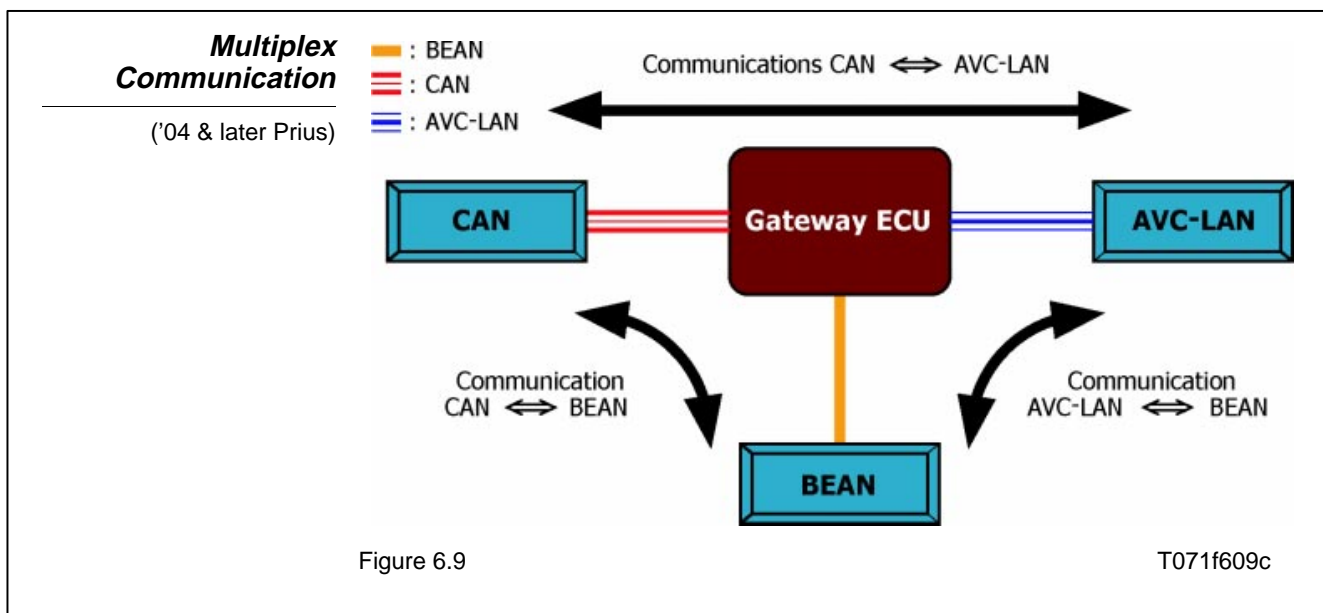 Multiplex
Communication
('04 & later Prius)
: BEAN
: CAN
: AVC-LAN
Communications CAN ⇔ AVC-LAN
CAN
Gateway ECU
AVC-LAN
Communication
CAN ⇔ BEAN
Communication
AVC-LAN ⇔ BEAN
BEAN
Figure 6.9
T071f609c